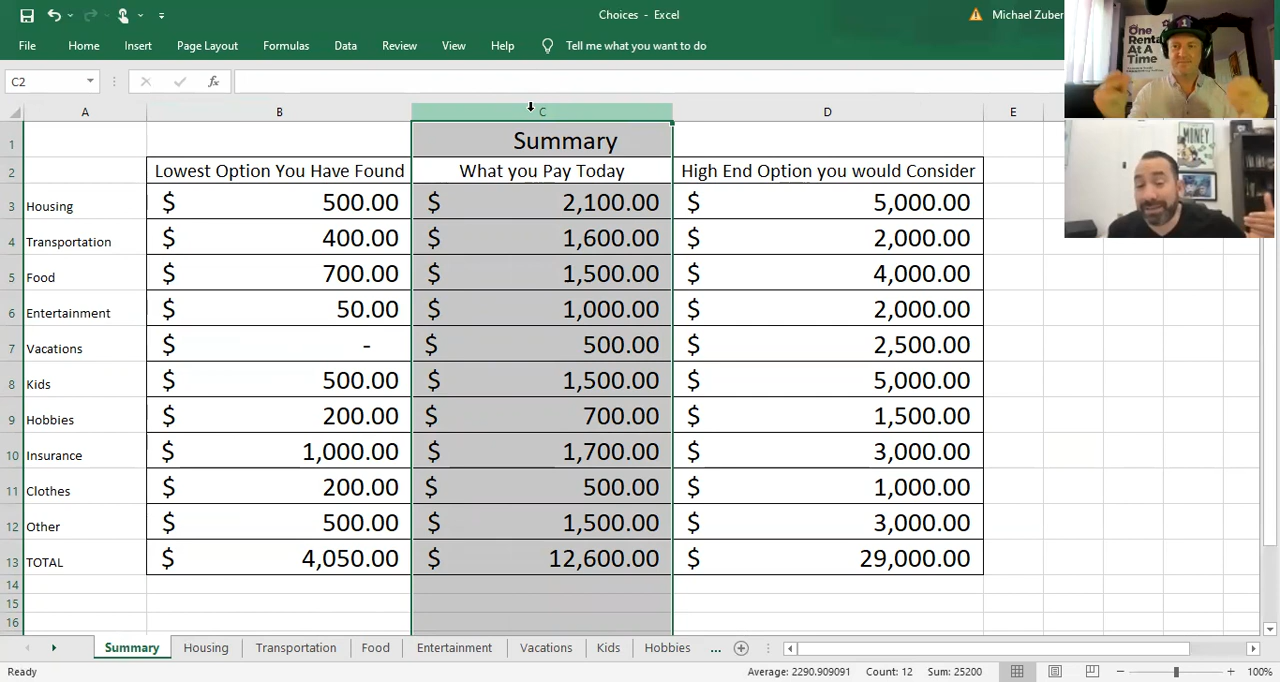 Choices - Excel
Michael Zuber
File Home Insert Page Layout Formulas Data Review View Help Tell me what you want to do
C2 fx
A B C D E
1 Summary
2 Lowest Option You Have Found What you Pay Today High End Option you would Consider
3 Housing $ 500.00 $ 2,100.00 $ 5,000.00
4 Transportation $ 400.00 $ 1,600.00 $ 2,000.00
5 Food $ 700.00 $ 1,500.00 $ 4,000.00
6 Entertainment $ 50.00 $ 1,000.00 $ 2,000.00
7 Vacations $ - $ 500.00 $ 2,500.00
8 Kids $ 500.00 $ 1,500.00 $ 5,000.00
9 Hobbies $ 200.00 $ 700.00 $ 1,500.00
10 Insurance $ 1,000.00 $ 1,700.00 $ 3,000.00
11 Clothes $ 200.00 $ 500.00 $ 1,000.00
12 Other $ 500.00 $ 1,500.00 $ 3,000.00
13 TOTAL $ 4,050.00 $ 12,600.00 $ 29,000.00
14
15
16
Summary Housing Transportation Food Entertainment Vacations Kids Hobbies ...
Ready Average: 2290.909091 Count: 12 Sum: 25200 100%
One
Rental
At A
Time
MONEY